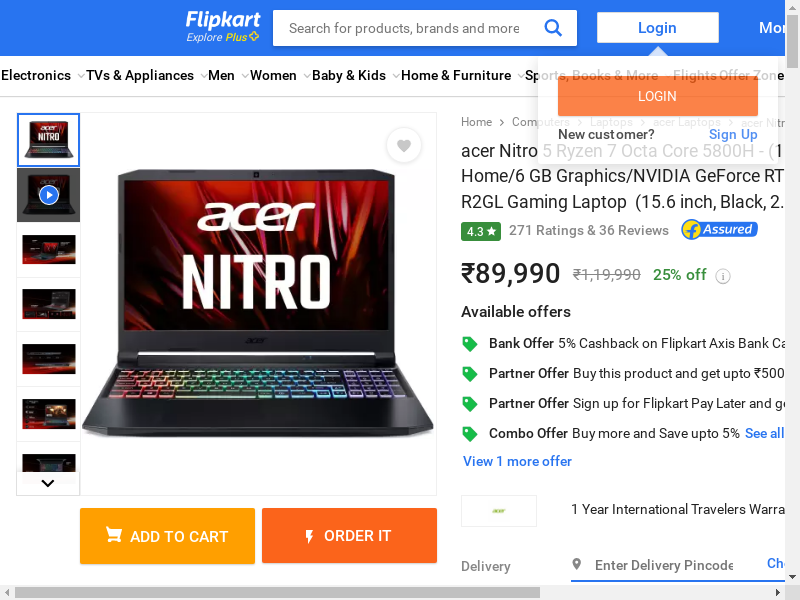 Flipkart
Explore Plus
Search for products, brands and more
Login
Electronics
TVs & Appliances
Men
Women
Baby & Kids
Home & Furniture
Sports, Books & More
Flights
Offer Zone
LOGIN
New customer?
Sign Up
Home
Computers
Laptops
acer Laptops
acer
NITRO
acer Nitro 5 Ryzen 7 Octa Core 5800H - (1
Home/6 GB Graphics/NVIDIA GeForce RT
R2GL Gaming Laptop (15.6 inch, Black, 2.
4.3
271 Ratings & 36 Reviews
Assured
₹89,990
₹1,19,990
25% off
Available offers
Bank Offer 5% Cashback on Flipkart Axis Bank Ca
Partner Offer Buy this product and get upto ₹500
Partner Offer Sign up for Flipkart Pay Later and ge
Combo Offer Buy more and Save upto 5% See all
View 1 more offer
acer
NITRO
acer
acer
1 Year International Travelers Warra
ADD TO CART
ORDER IT
Delivery
Enter Delivery Pincode